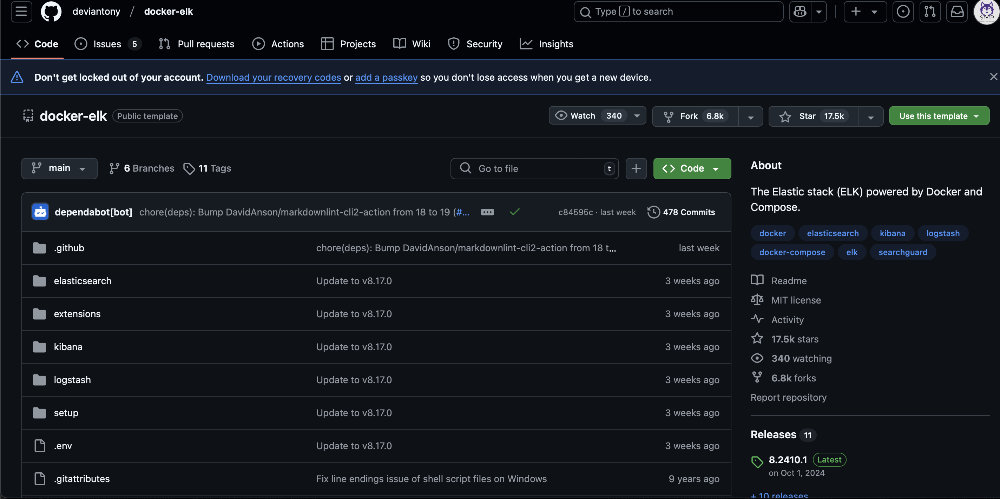 deviantony / docker-elk
Type / to search
Code
Issues 5
Pull requests
Actions
Projects
Wiki
Security
Insights
Don't get locked out of your account. Download your recovery codes or add a passkey so you don't lose access when you get a new device.
docker-elk Public template
Watch 340
Fork 6.8k
Star 17.5k
Use this template
main
6 Branches
11 Tags
Go to file t
Code
dependabot[bot] chore(deps): Bump DavidAnson/markdownlint-cli2-action from 18 to 19 (#... c84595c · last week 478 Commits
.github chore(deps): Bump DavidAnson/markdownlint-cli2-action from 18 t... last week
elasticsearch Update to v8.17.0 3 weeks ago
extensions Update to v8.17.0 3 weeks ago
kibana Update to v8.17.0 3 weeks ago
logstash Update to v8.17.0 3 weeks ago
setup Update to v8.17.0 3 weeks ago
.env Update to v8.17.0 3 weeks ago
.gitattributes Fix line endings issue of shell script files on Windows 9 years ago
About
The Elastic stack (ELK) powered by Docker and
Compose.
docker elasticsearch kibana logstash
docker-compose elk searchguard
Readme
MIT license
Activity
17.5k stars
340 watching
6.8k forks
Report repository
Releases 11
8.2410.1 Latest
on Oct 1, 2024
+ 10 releases
SMP